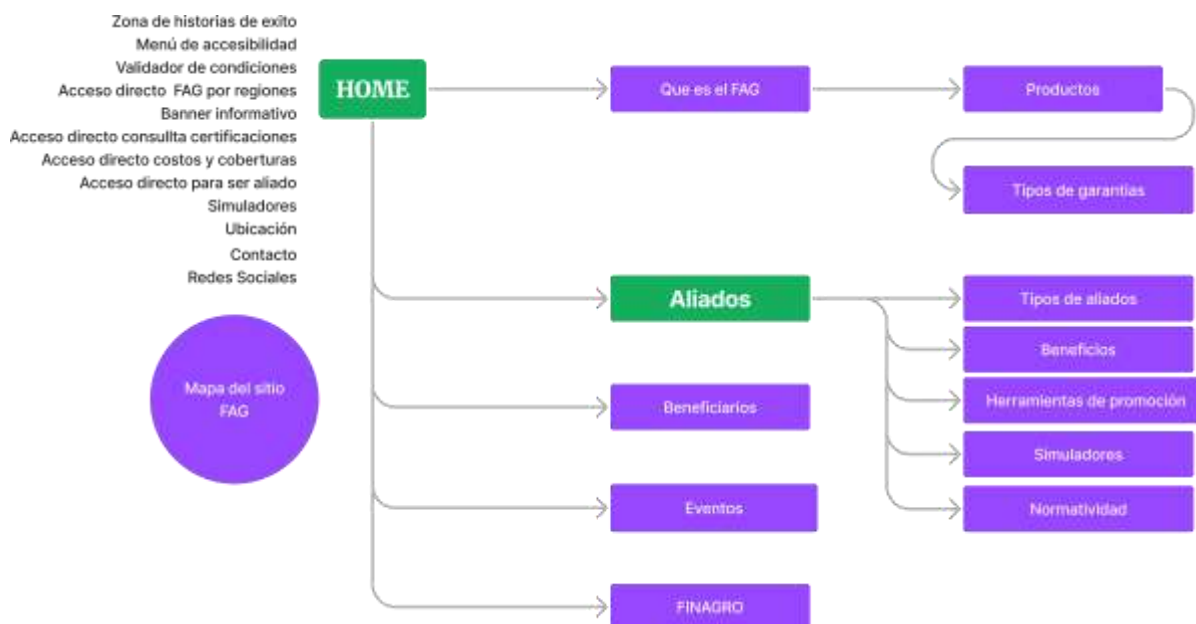 Zona de historias de exito
Menú de accesibilidad
Validador de condiciones
Acceso directo FAG por regiones
Banner informativo
Acceso directo consullta certificaciones
Acceso directo costos y coberturas
Acceso directo para ser aliado
Simuladores
Ubicación
Contacto
Redes Sociales
Mapa del sitio
FAG
HOME
Que es el FAG
Productos
Tipos de garantias
Aliados
Tipos de aliados
Beneficios
Herramientas de promoción
Simuladores
Normatividad
Beneficiarios
Eventos
FINAGRO